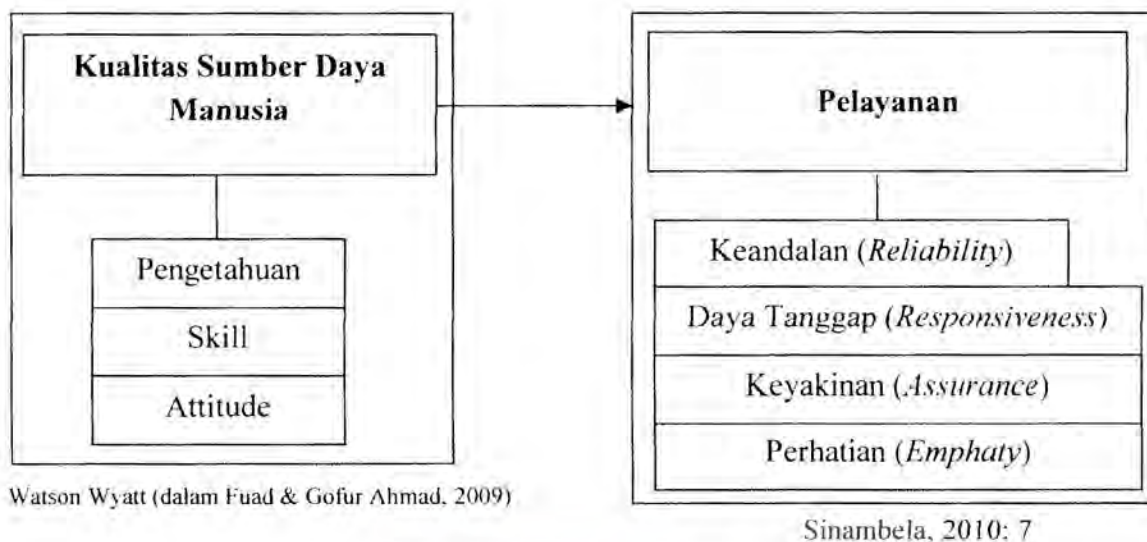 Kualitas Sumber Daya
Manusia
Pengetahuan
Skill
Attitude
Watson Wyatt (dalam Fuad & Gofur Ahmad, 2009)
Pelayanan
Keandalan (Reliability)
Daya Tanggap (Responsiveness)
Keyakinan (Assurance)
Perhatian (Emphaty)
Sinambela, 2010: 7